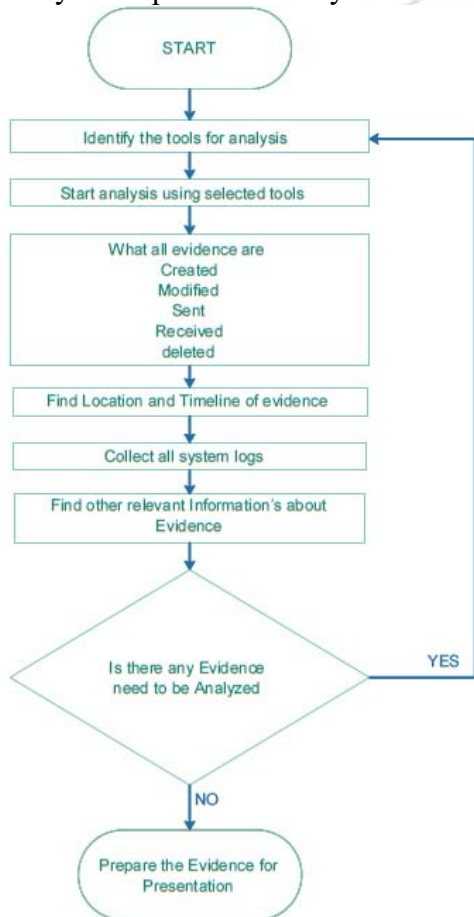 START
Identify the tools for analysis
Start analysis using selected tools
What all evidence are
Created
Modified
Sent
Received
deleted
Find Location and Timeline of evidence
Collect all system logs
Find other relevant Information's about
Evidence
Is there any Evidence
need to be Analyzed
YES
NO
Prepare the Evidence for
Presentation